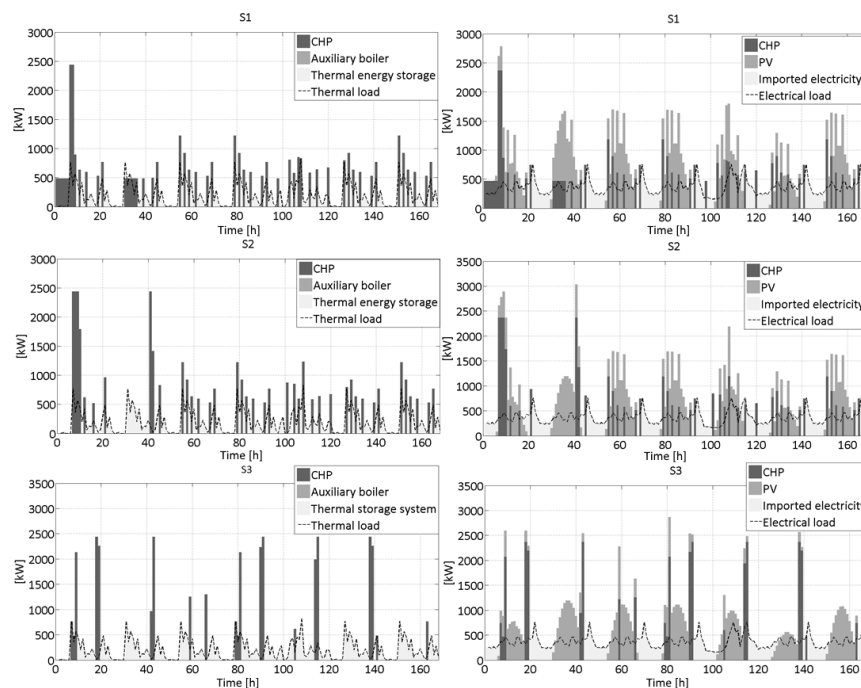 S1
3000
2500
2000
1500
1000
500
0
[kW]
0 20 40 60 80 100 120 140 160
Time [h]
CHP
Auxiliary boiler
Thermal energy storage
Thermal load
S1
3000
2500
2000
1500
1000
500
0
[kW]
0 20 40 60 80 100 120 140 160
Time [h]
CHP
PV
Imported electricity
Electrical load
S2
3000
2500
2000
1500
1000
500
0
[kW]
0 20 40 60 80 100 120 140 160
Time [h]
CHP
Auxiliary boiler
Thermal energy storage
Thermal load
S2
3000
2500
2000
1500
1000
500
0
[kW]
0 20 40 60 80 100 120 140 160
Time [h]
CHP
PV
Imported electricity
Electrical load
S3
3000
2500
2000
1500
1000
500
0
[kW]
0 20 40 60 80 100 120 140 160
Time [h]
CHP
Auxiliary boiler
Thermal storage system
Thermal load
S3
3500
3000
2500
2000
1500
1000
500
0
[kW]
0 20 40 60 80 100 120 140 160
Time [h]
CHP
PV
Imported electricity
Electrical load